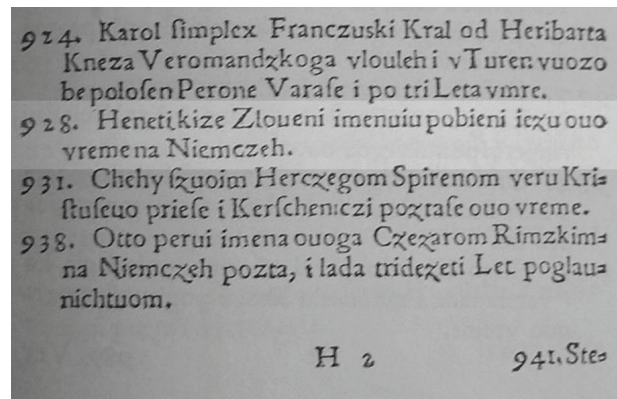 924. Karol ſimplex Franczuski Kral od Heribarta
Kneza Veromandzkoga vlouleh i v Turen vuozo
be poloſen Perone Varaſe i po tri Leta vmre.
928. Heneti, kize Zloueni imenuiu pobieni iezu ouo
vreme na Niemczeh.
931. Chchy ſzuoim Herczegom Spirenom veru Kri⸗
ſtuſeuo prieſe i Kerſcheniczi poztaſe ouo vreme.
938. Otto perui imena ouoga Czezarom Rimzkim⸗
na Niemczeh pozta, i lada tridezeti Let poglaua⸗
nichtuom.
H 2 941. Ste⸗